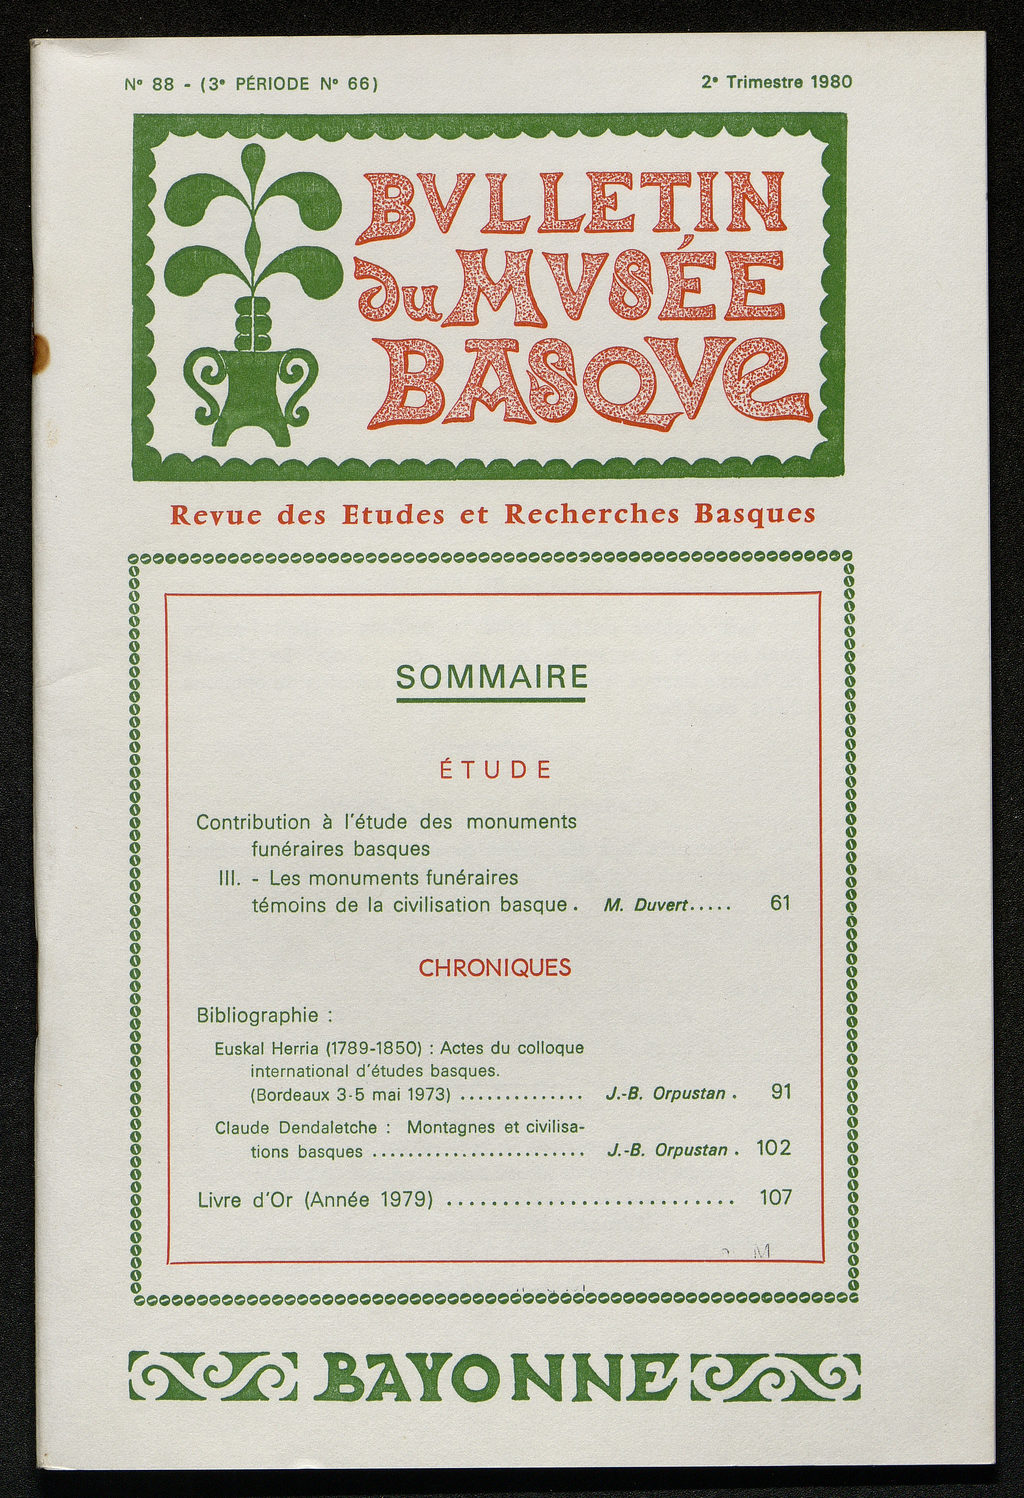 N° 88 - (3e PÉRIODE N° 66)
2e Trimestre 1980
BVLLETIN
du MVSÉE
BASQVe
Revue des Etudes et Recherches Basques
SOMMAIRE
ÉTUDE
Contribution à l'étude des monuments
funéraires basques
III. - Les monuments funéraires
témoins de la civilisation basque . M. Duvert..... 61
CHRONIQUES
Bibliographie :
Euskal Herria (1789-1850) : Actes du colloque
international d'études basques.
(Bordeaux 3-5 mai 1973) .............. J.-B. Orpustan . 91
Claude Dendaletche : Montagnes et civilisa-
tions basques ........................ J.-B. Orpustan . 102
Livre d'Or (Année 1979) .......................... 107
BAYONNE